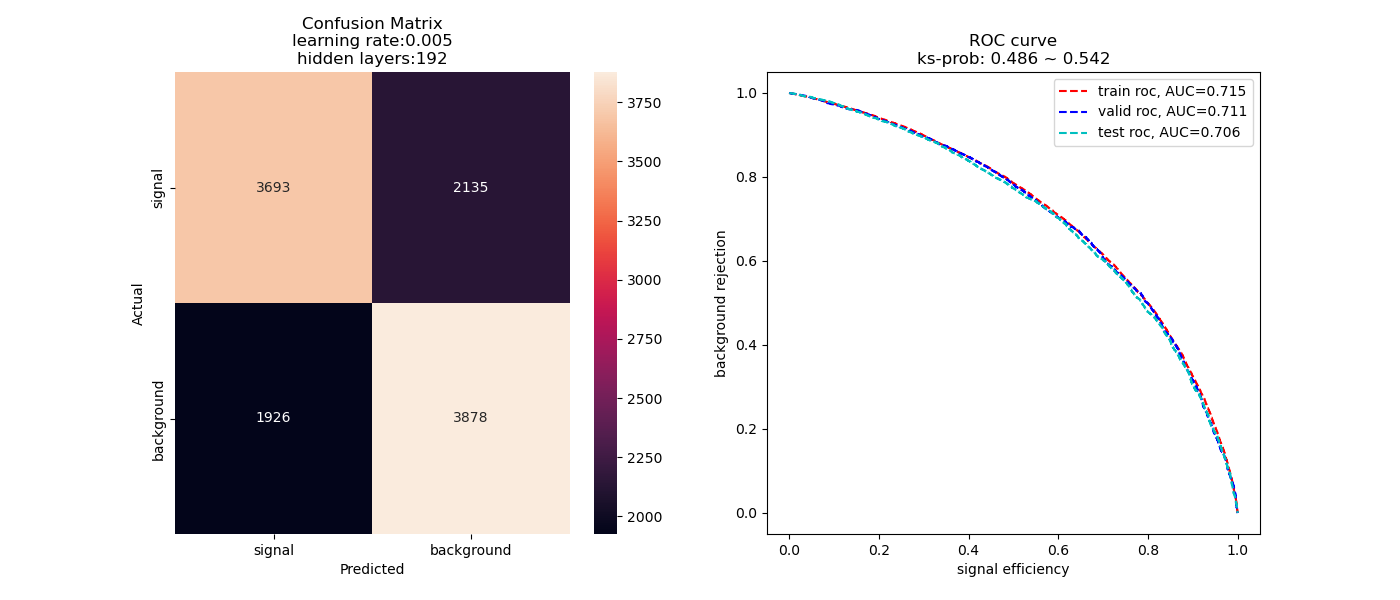 Confusion Matrix
learning rate:0.005
hidden layers:192
signal
background
Actual
3693
2135
1926
3878
signal
background
Predicted
3750
3500
3250
3000
2750
2500
2250
2000
ROC curve
ks-prob: 0.486 ~ 0.542
train roc, AUC=0.715
valid roc, AUC=0.711
test roc, AUC=0.706
background rejection
1.0
0.8
0.6
0.4
0.2
0.0
0.0 0.2 0.4 0.6 0.8 1.0
signal efficiency